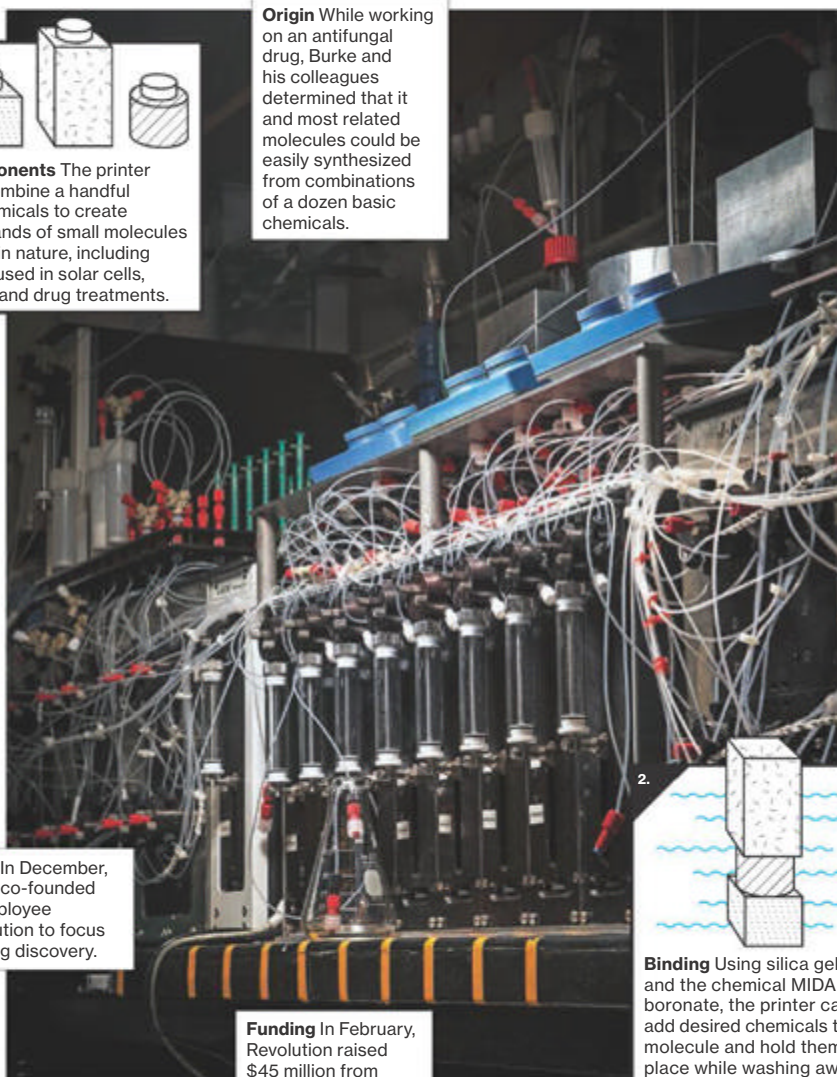 onents The printer
mbine a handful
micals to create
ands of small molecules
n nature, including
used in solar cells,
and drug treatments.
Origin While working
on an antifungal
drug, Burke and
his colleagues
determined that it
and most related
molecules could be
easily synthesized
from combinations
of a dozen basic
chemicals.
In December,
co-founded
ployee
ution to focus
g discovery.
Funding In February,
Revolution raised
$45 million from
2.
Binding Using silica gel
and the chemical MIDA
boronate, the printer ca
add desired chemicals t
molecule and hold them
place while washing aw